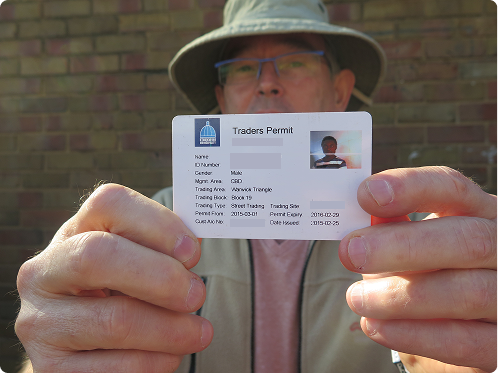 Traders Permit
Name
ID Number
Gender Male
Mgmt. Area CBD
Trading Area Warwick Triangle
Trading Block Block 19
Trading Type Street Trading Trading Site
Permit From 2015-03-01 Permit Expiry 2016-02-29
Cust A/c No Date Issued 2015-02-25